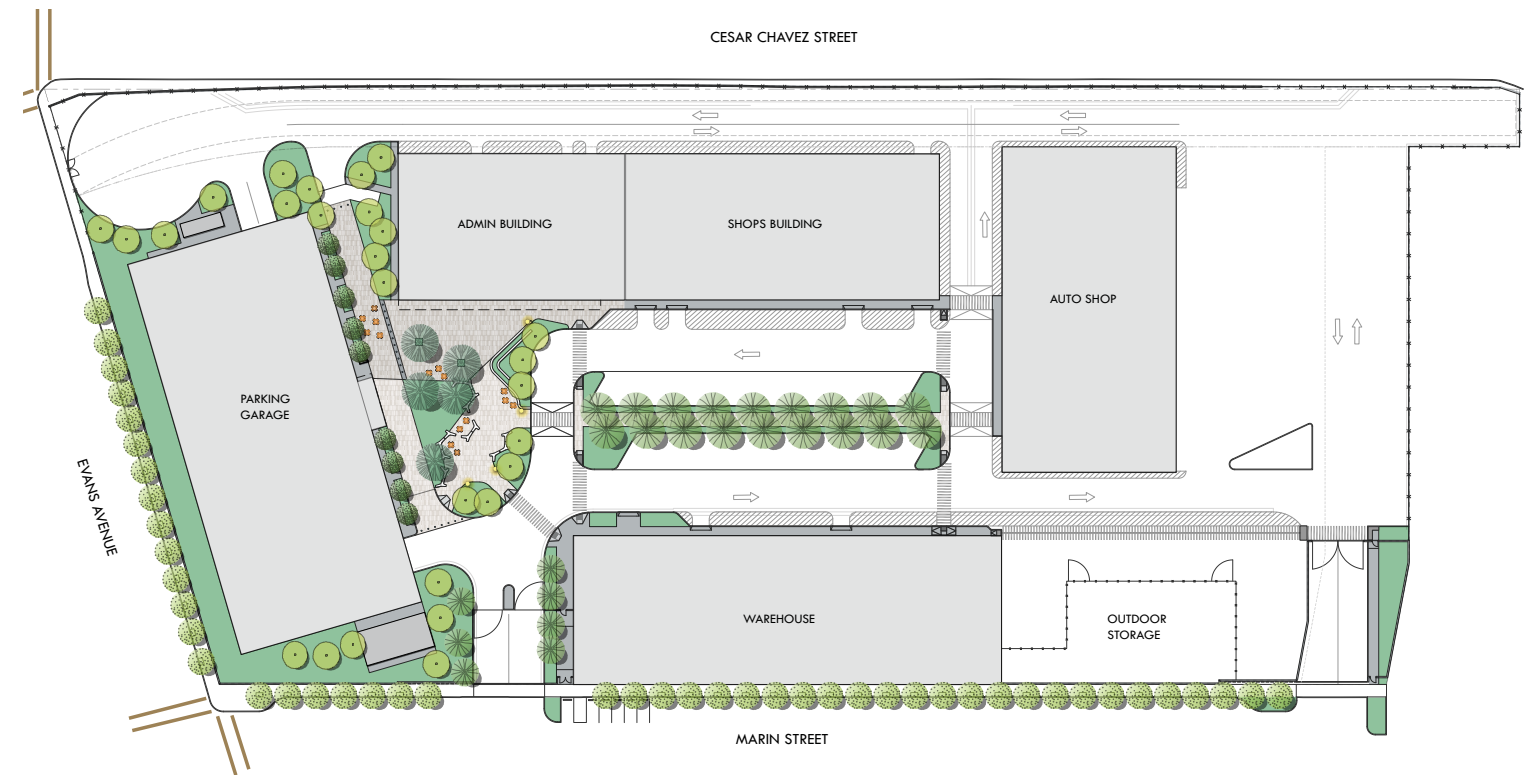 CESAR CHAVEZ STREET
ADMIN BUILDING
SHOPS BUILDING
AUTO SHOP
PARKING
GARAGE
EVANS AVENUE
WAREHOUSE
OUTDOOR
STORAGE
MARIN STREET